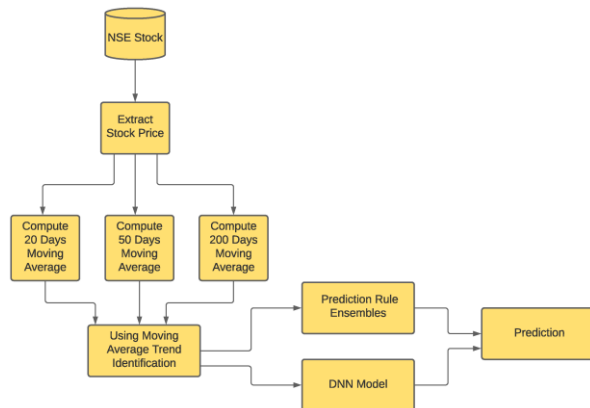 NSE Stock
Extract
Stock Price
Compute
20 Days
Moving
Average
Compute
50 Days
Moving
Average
Compute
200 Days
Moving
Average
Using Moving
Average Trend
Identification
Prediction Rule
Ensembles
DNN Model
Prediction